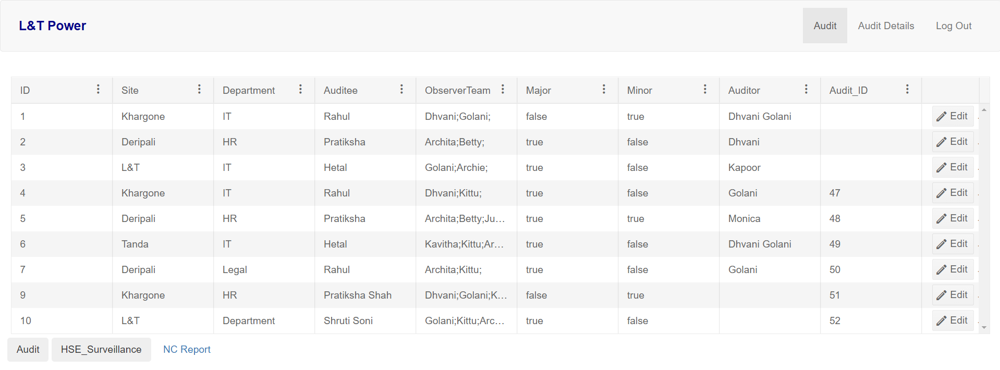 L&T Power Audit Audit Details Log Out
ID Site Department Auditee ObserverTeam Major Minor Auditor Audit_ID
1 Khargone IT Rahul Dhvani;Golani; false true Dhvani Golani Edit
2 Deripali HR Pratiksha Archita;Betty; true false Dhvani Edit
3 L&T IT Hetal Golani;Archie; true false Kapoor Edit
4 Khargone IT Rahul Dhvani;Kittu; true false Golani 47 Edit
5 Deripali HR Pratiksha Archita;Betty;Ju... true true Monica 48 Edit
6 Tanda IT Hetal Kavitha;Kittu;Ar... true false Dhvani Golani 49 Edit
7 Deripali Legal Rahul Archita;Kittu; true false Golani 50 Edit
9 Khargone HR Pratiksha Shah Dhvani;Golani;K... false true 51 Edit
10 L&T Department Shruti Soni Golani;Kittu;Arc... true false 52 Edit
Audit HSE_Surveillance NC Report